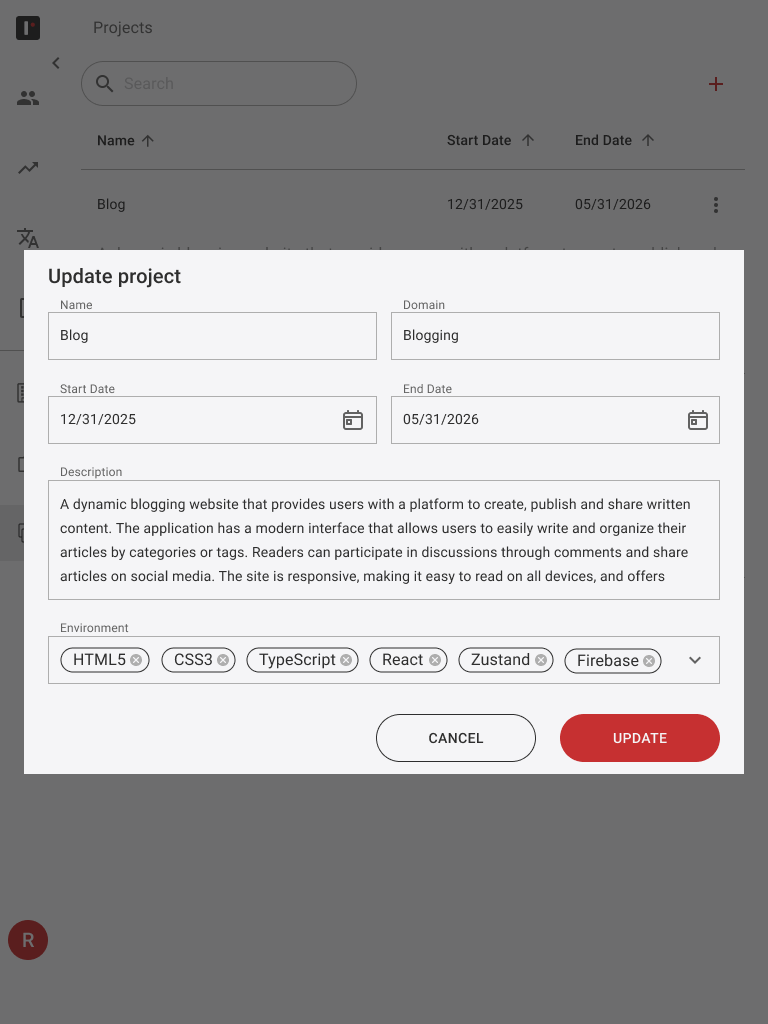 Projects
Search
Name Start Date End Date
Blog 12/31/2025 05/31/2026
Update project
Name Domain
Blog Blogging
Start Date End Date
12/31/2025 05/31/2026
Description
A dynamic blogging website that provides users with a platform to create, publish and share written
content. The application has a modern interface that allows users to easily write and organize their
articles by categories or tags. Readers can participate in discussions through comments and share
articles on social media. The site is responsive, making it easy to read on all devices, and offers
Environment
HTML5 CSS3 TypeScript React Zustand Firebase
CANCEL UPDATE
R